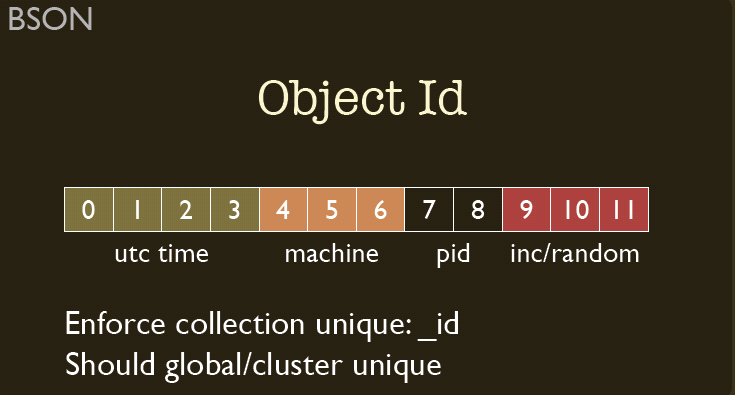 BSON
Object Id
0 1 2 3 4 5 6 7 8 9 10 11
utc time machine pid inc/random
Enforce collection unique: _id
Should global/cluster unique